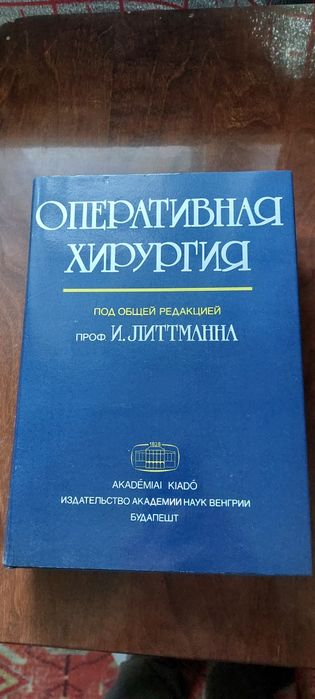 ОПЕРАТИВНАЯ
ХИРУРГИЯ
ПОД ОБЩЕЙ РЕДАКЦИЕЙ
ПРОФ. И. ЛИТТМАННА
1828
AKADÉMIAI KIADÓ
ИЗДАТЕЛЬСТВО АКАДЕМИИ НАУК ВЕНГРИИ
БУДАПЕШТ